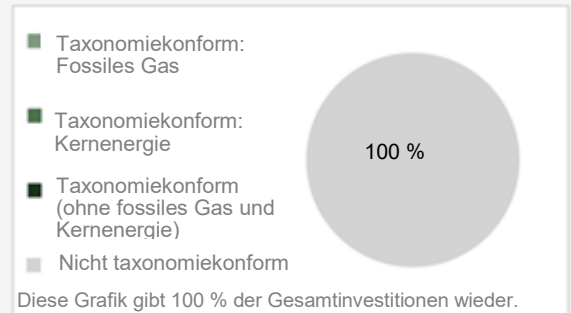 Taxonomiekonform:
Fossiles Gas
Taxonomiekonform:
Kernenergie
Taxonomiekonform
(ohne fossiles Gas und
Kernenergie)
Nicht taxonomiekonform
100 %
Diese Grafik gibt 100 % der Gesamtinvestitionen wieder.